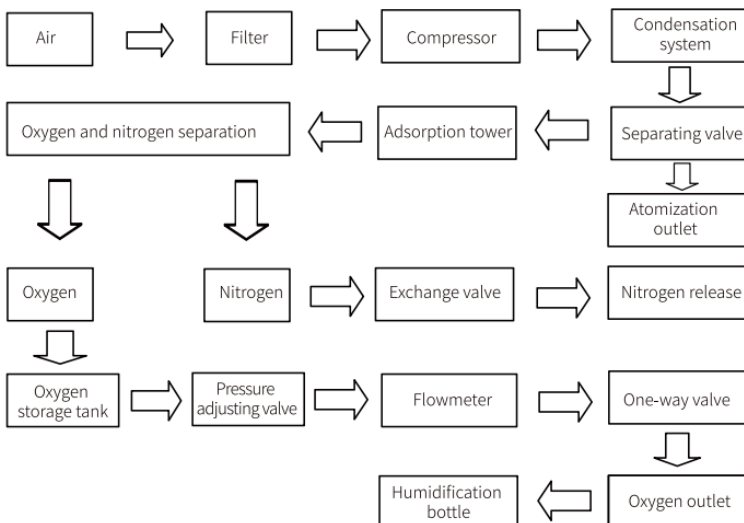 Air
Filter
Compressor
Condensation
system
Oxygen and nitrogen separation
Adsorption tower
Separating valve
Atomization
outlet
Oxygen
Nitrogen
Exchange valve
Nitrogen release
Oxygen
storage tank
Pressure
adjusting valve
Flowmeter
One-way valve
Humidification
bottle
Oxygen outlet